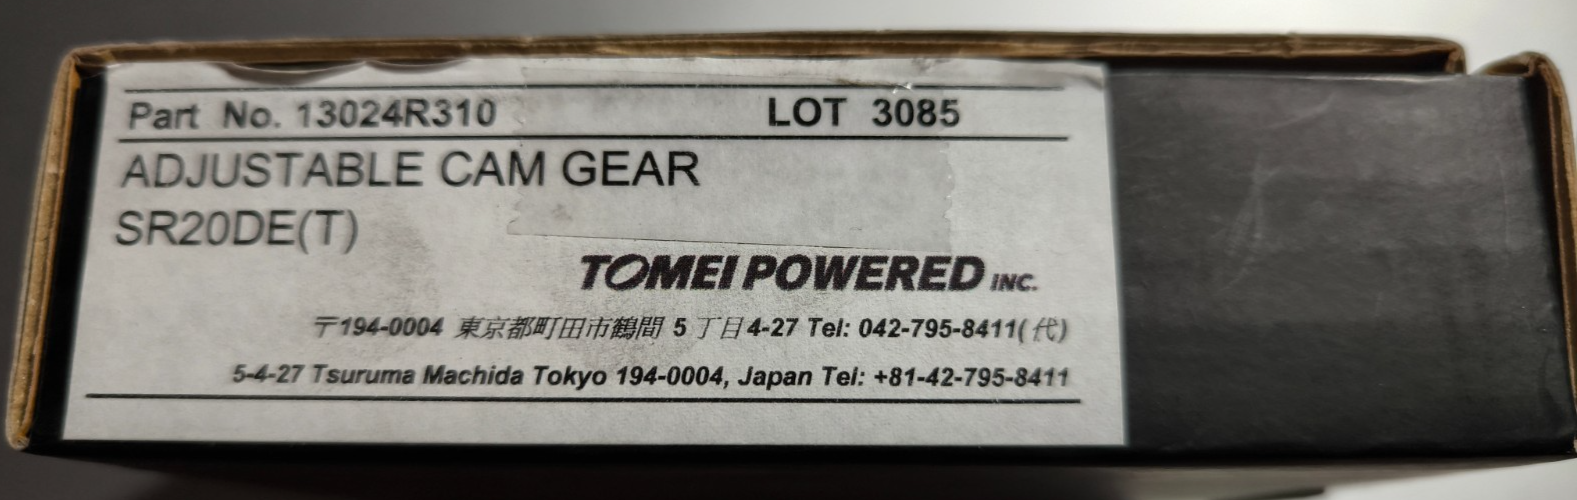 Part No. 13024R310 LOT 3085
ADJUSTABLE CAM GEAR
SR20DE(T)
TOMEI POWERED INC.
〒194-0004 東京都町田市鶴間 5 丁目4-27 Tel: 042-795-8411(代)
5-4-27 Tsuruma Machida Tokyo 194-0004, Japan Tel: +81-42-795-8411